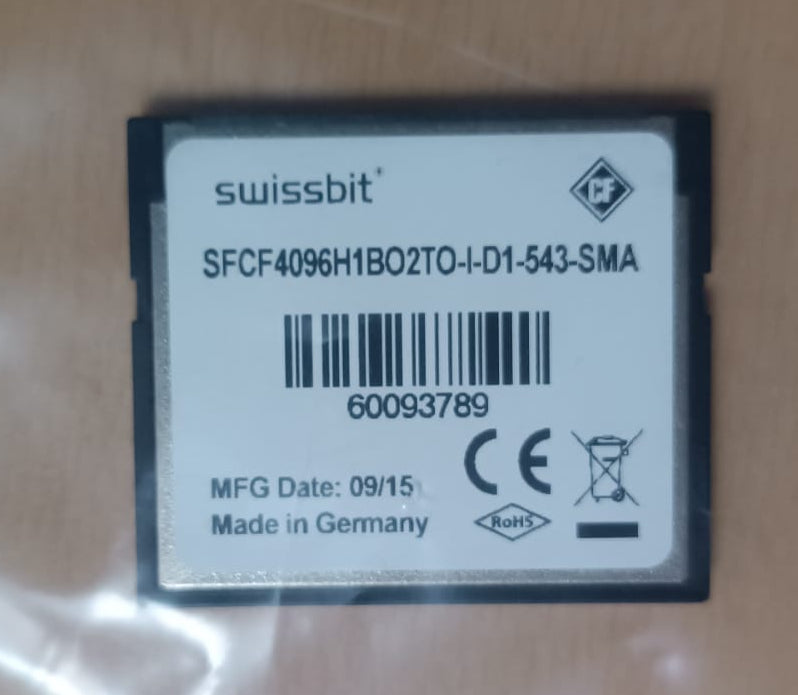 swissbit+
CF
SFCF4096H1BO2TO-I-D1-543-SMA
60093789
CE
MFG Date: 09/15
Made in Germany
RoHS